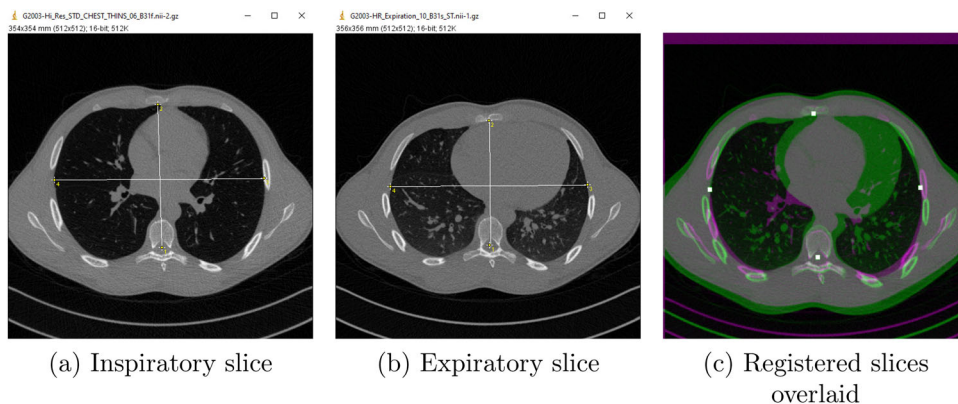 G2003-Hi_Res_STD_CHEST_THINS_06_B31f.nii-2.gz
354x354 mm (512x512); 16-bit; 512K
G2003-HR_Expiration_10_B31s_ST.nii-1.gz
356x356 mm (512x512); 16-bit; 512K
(a) Inspiratory slice
(b) Expiratory slice
(c) Registered slices
overlaid